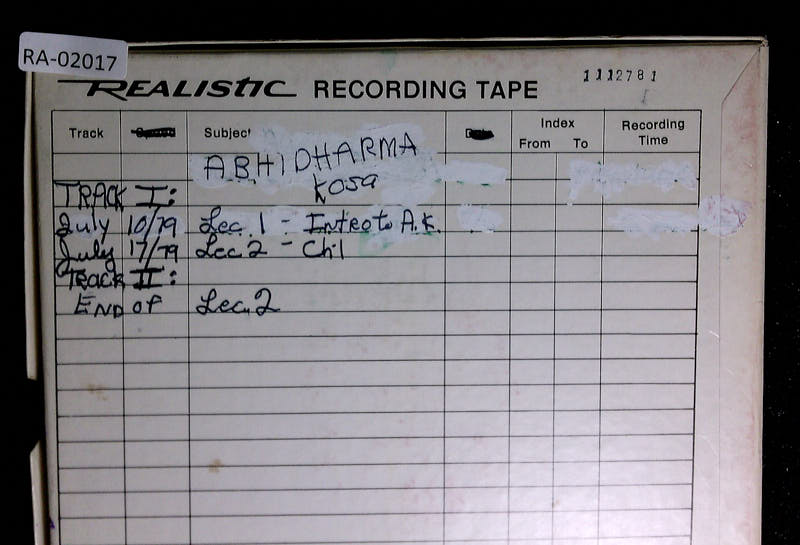 RA-02017
REALISTIC RECORDING TAPE
1112781
Track Subject Index Recording Time
From To
ABHIDHARMA
KOSA
TRACK I:
July 10/79 Lec. 1 - Intro to A.K.
July 17/79 Lec 2 - Ch 1
TRACK II:
END OF Lec. 2